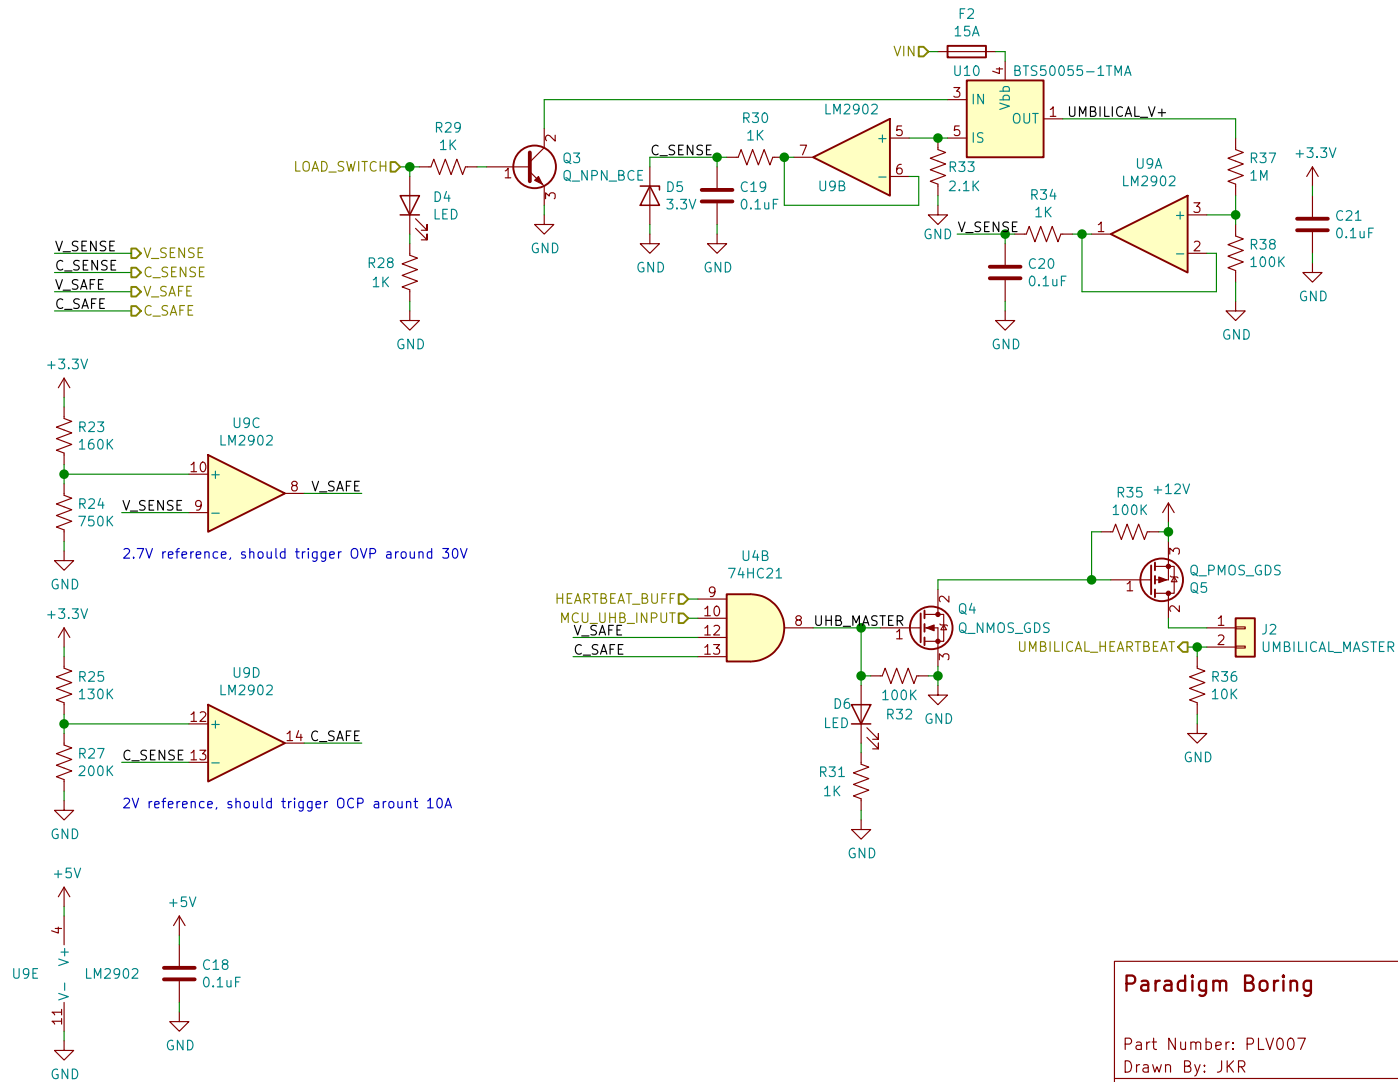 F2
15A
VIN
4
U10
BTS50055-1TMA
3
IN
Vbb
OUT
1
UMBILICAL_V+
5
IS
LM2902
5
+
7
6
−
U9B
R30
1K
C_SENSE
D5
3.3V
C19
0.1uF
GND
GND
R33
2.1K
GND
R29
1K
LOAD_SWITCH
1
2
3
Q3
Q_NPN_BCE
GND
D4
LED
R28
1K
GND
U9A
LM2902
3
+
1
2
−
R37
1M
R38
100K
GND
+3.3V
C21
0.1uF
GND
R34
1K
V_SENSE
C20
0.1uF
GND
V_SENSE
V_SENSE
C_SENSE
C_SENSE
V_SAFE
V_SAFE
C_SAFE
C_SAFE
+3.3V
R23
160K
R24
750K
GND
U9C
LM2902
10
+
V_SENSE
9
−
8
V_SAFE
2.7V reference, should trigger OVP around 30V
+3.3V
R25
130K
R27
200K
GND
U9D
LM2902
12
+
C_SENSE
13
−
14
C_SAFE
2V reference, should trigger OCP arount 10A
+5V
4
V+
U9E
LM2902
V−
11
GND
+5V
C18
0.1uF
GND
U4B
74HC21
HEARTBEAT_BUFF
9
MCU_UHB_INPUT
10
V_SAFE
12
C_SAFE
13
8
UHB_MASTER
1
2
3
Q4
Q_NMOS_GDS
100K
R32
GND
D6
LED
R31
1K
GND
R35
100K
+12V
3
1
2
Q_PMOS_GDS
Q5
1
2
J2
UMBILICAL_MASTER
UMBILICAL_HEARTBEAT
R36
10K
GND
Paradigm Boring
Part Number: PLV007
Drawn By: JKR